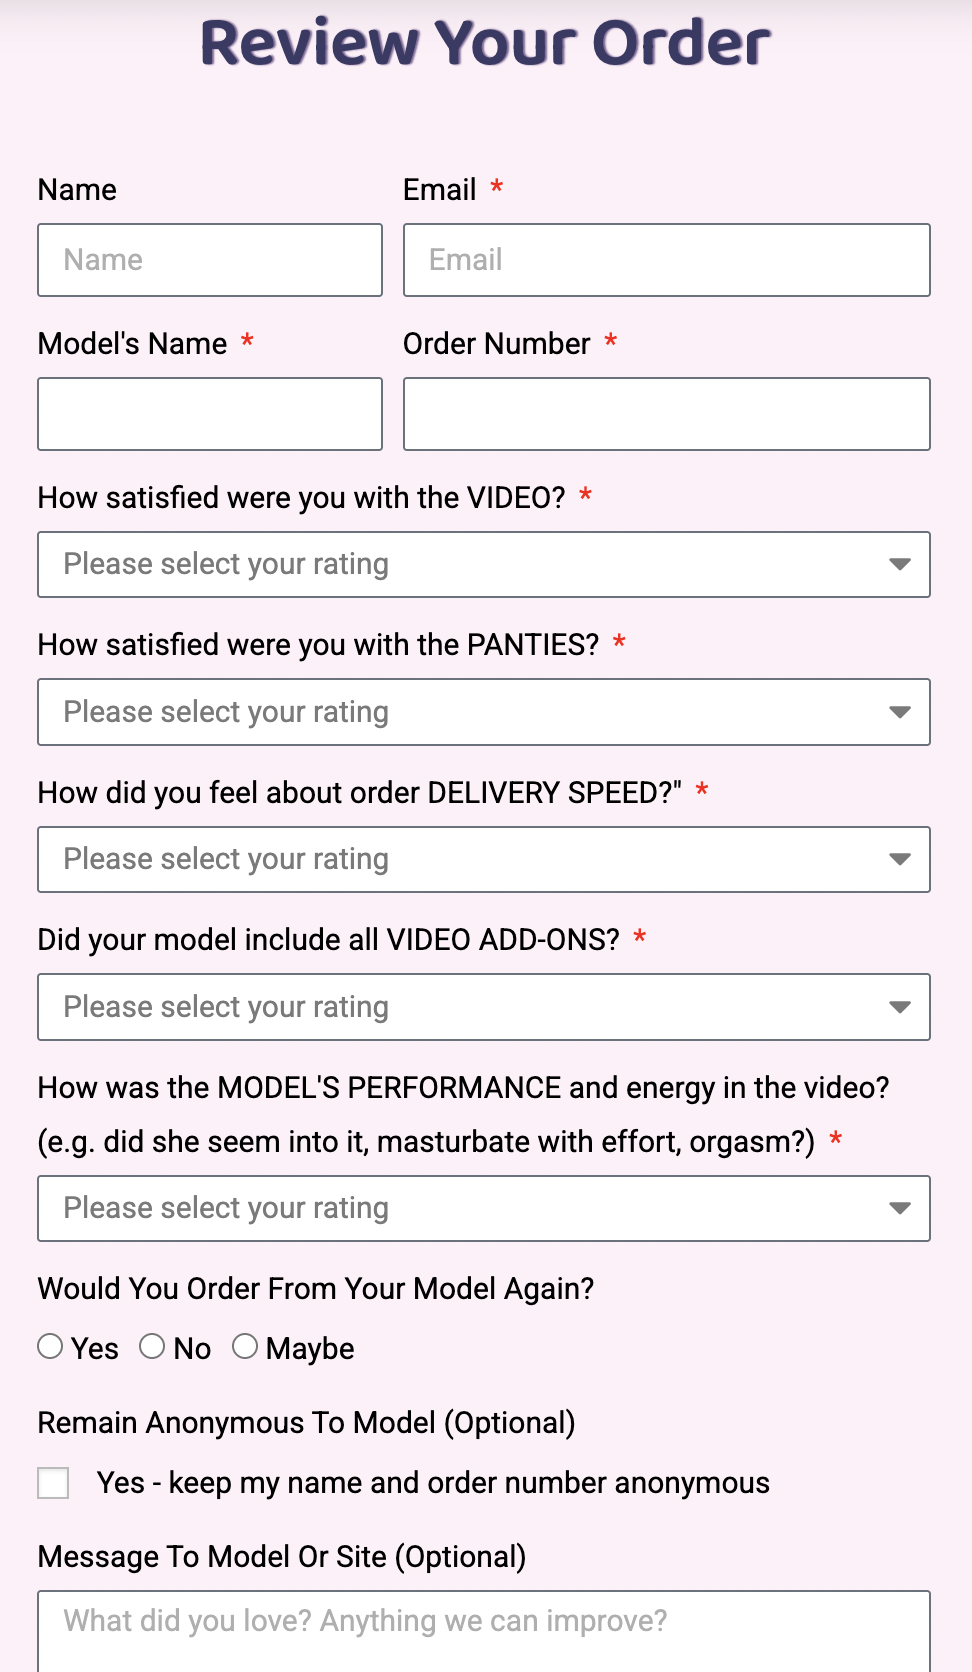 Review Your Order
Name
Email *
Name
Email
Model's Name *
Order Number *
How satisfied were you with the VIDEO? *
Please select your rating
How satisfied were you with the PANTIES? *
Please select your rating
How did you feel about order DELIVERY SPEED?" *
Please select your rating
Did your model include all VIDEO ADD-ONS? *
Please select your rating
How was the MODEL'S PERFORMANCE and energy in the video?
(e.g. did she seem into it, masturbate with effort, orgasm?) *
Please select your rating
Would You Order From Your Model Again?
Yes No Maybe
Remain Anonymous To Model (Optional)
Yes - keep my name and order number anonymous
Message To Model Or Site (Optional)
What did you love? Anything we can improve?